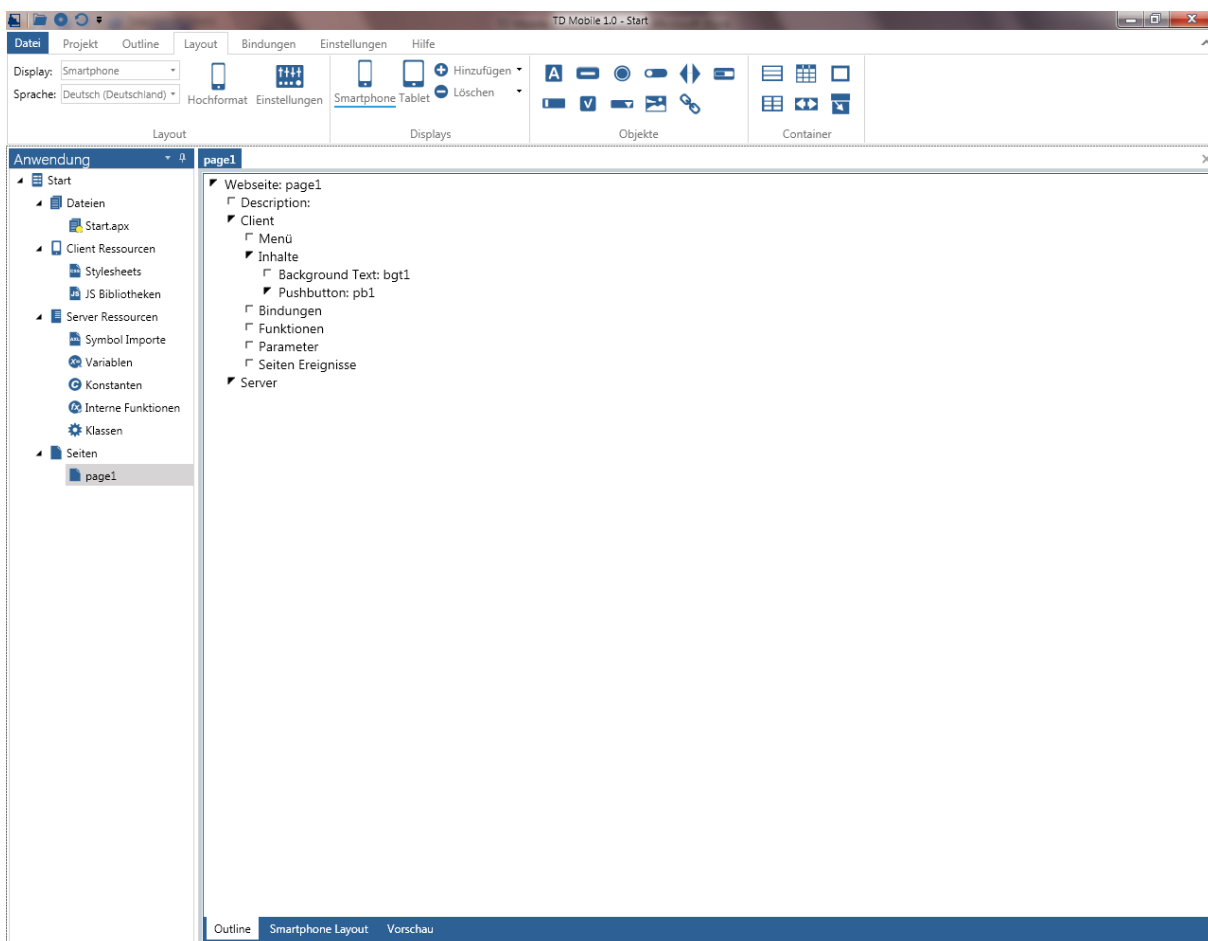 TD Mobile 1.0 - Start
Datei Projekt Outline Layout Bindungen Einstellungen Hilfe
Display: Smartphone
Sprache: Deutsch (Deutschland)
Hochformat Einstellungen
Layout
Smartphone Tablet
Hinzufügen
Löschen
Displays
Objekte
Container
Anwendung
Start
Dateien
Start.apx
Client Ressourcen
Stylesheets
JS Bibliotheken
Server Ressourcen
Symbol Importe
Variablen
Konstanten
Interne Funktionen
Klassen
Seiten
page1
page1
Webseite: page1
Description:
Client
Menü
Inhalte
Background Text: bgt1
Pushbutton: pb1
Bindungen
Funktionen
Parameter
Seiten Ereignisse
Server
Outline Smartphone Layout Vorschau